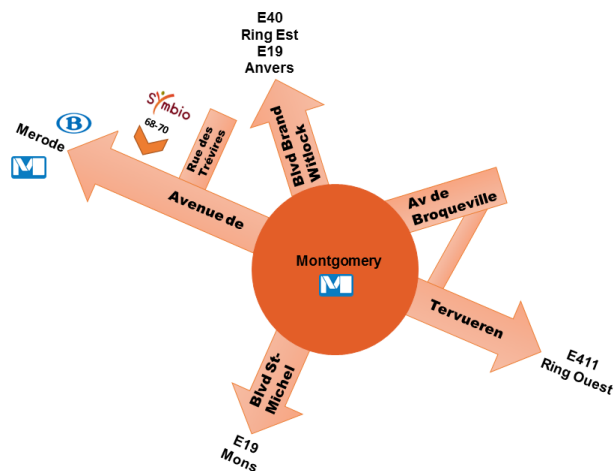 E40
Ring Est
E19
Anvers
Symbio
68-70
B
Merode
M
Rue des
Trévires
Blvd Brand
Witlock
Avenue de
Av de
Broqueville
Montgomery
M
Tervueren
E411
Ring Ouest
Blvd St-
Michel
E19
Mons